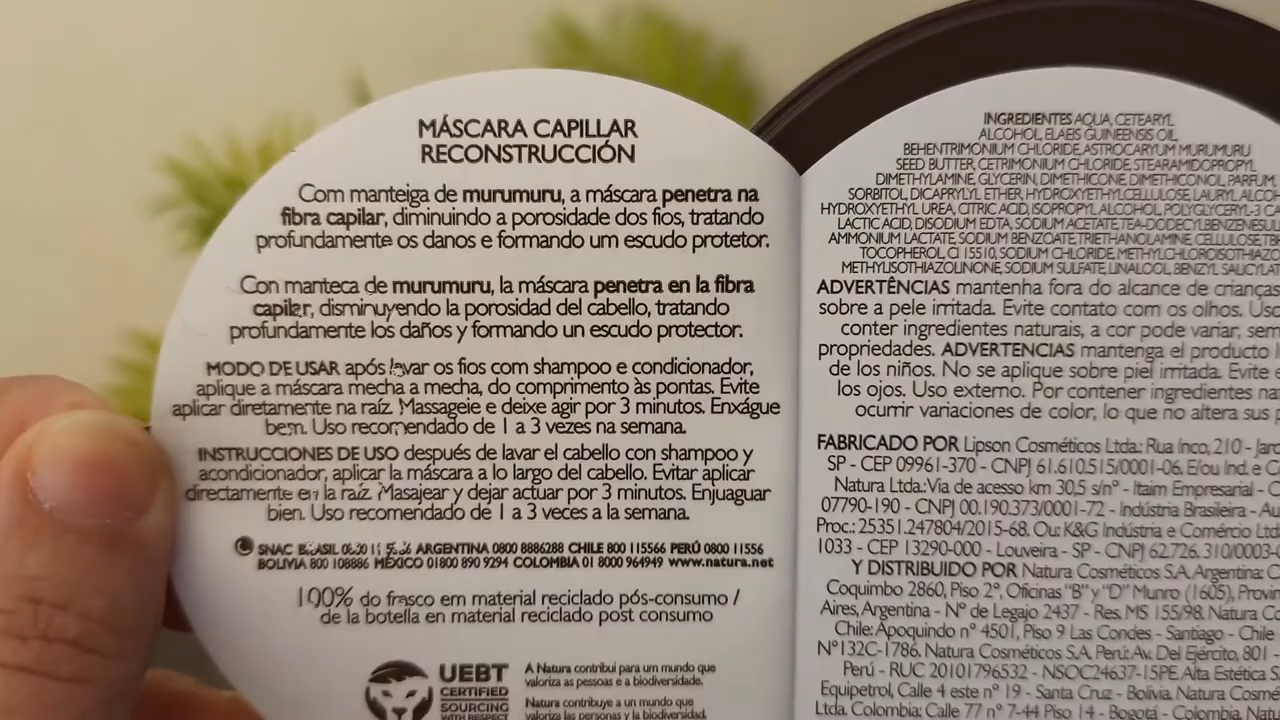 MÁSCARA CAPILLAR
RECONSTRUCCIÓN
Com manteiga de murumuru, a máscara penetra na
fibra capilar, diminuindo a porosidade dos fios, tratando
profundamente os danos e formando um escudo protetor.
Con manteca de murumuru, la máscara penetra en la fibra
capilar, disminuyendo la porosidad del cabello, tratando
profundamente los daños y formando un escudo protector.
MODO DE USAR após lavar os fios com shampoo e condicionador,
aplique a máscara mecha a mecha, do comprimento às pontas. Evite
aplicar diretamente na raíz. Massageie e deixe agir por 3 minutos. Enxágue
bem. Uso recomendado de 1 a 3 vezes na semana.
INSTRUCCIONES DE USO después de lavar el cabello con shampoo y
acondicionador, aplicar la máscara a lo largo del cabello. Evitar aplicar
directamente en la raíz. Masajear y dejar actuar por 3 minutos. Enjuaguar
bien. Uso recomendado de 1 a 3 veces a la semana.
SNAC BRASIL ARGENTINA 0800 8886288 CHILE 800 115566 PERÚ 0800 11556
BOLIVIA 800 108886 MÉXICO 01800 890 9294 COLOMBIA 01 8000 964949 www.natura.net
100% do frasco em material reciclado pós-consumo /
de la botella en material reciclado post consumo
UEBT
CERTIFIED
SOURCING
WITH RESPECT
A Natura contribui para um mundo que
valoriza as pessoas e a biodiversidade.
Natura contribuye a un mundo que
valoriza las personas y la biodiversidad.
INGREDIENTES AQUA, CETEARYL
ALCOHOL, ELAEIS GUINEENSIS OIL,
BEHENTRIMONIUM CHLORIDE, ASTROCARYUM MURUMURU
SEED BUTTER, CETRIMONIUM CHLORIDE, STEARAMIDOPROPYL
DIMETHYLAMINE, GLYCERIN, DIMETHICONE, DIMETHICONOL, PARFUM,
SORBITOL, DICAPRYLYL ETHER, HYDROXYETHYLCELLULOSE, LAURYL ALCO
HYDROXYETHYL UREA, CITRIC ACID, ISOPROPYL ALCOHOL, POLYGLYCERYL-3 CA
LACTIC ACID, DISODIUM EDTA, SODIUM ACETATE, TEA-DODECYLBENZENESUL
AMMONIUM LACTATE, SODIUM BENZOATE, TRIETHANOLAMINE, CELLULOSE, TB
TOCOPHEROL, CI 15510, SODIUM CHLORIDE, METHYLCHLOROISOTHIAZO
METHYLISOTHIAZOLINONE, SODIUM SULFATE, LINALOOL, BENZYL SALICYLAT
ADVERTÊNCIAS mantenha fora do alcance de crianças
sobre a pele irritada. Evite contato com os olhos. Uso
conter ingredientes naturais, a cor pode variar, sem
propriedades. ADVERTENCIAS mantenga el producto
de los niños. No se aplique sobre piel irritada. Evite
los ojos. Uso externo. Por contener ingredientes na
ocurrir variaciones de color, lo que no altera sus
FABRICADO POR Lipson Cosméticos Ltda: Rua Inco, 210 - Jar
SP - CEP 09961-370 - CNPJ 61.610.515/0001-06. E/ou Ind. e C
Natura Ltda.: Via de acesso km 30,5 s/nº - Itaim Empresarial - C
07790-190 - CNPJ 00.190.373/0001-72 - Indústria Brasileira - Au
Proc.: 25351.247804/2015-68. Ou: K&G Indústria e Comércio Ltd
1033 - CEP 13290-000 - Louveira - SP - CNPJ 62.726.310/0003-
Y DISTRIBUIDO POR Natura Cosméticos S.A. Argentina: C
Coquimbo 2860, Piso 2º, Oficinas "B" y "D" Munro (1605), Provin
Aires, Argentina - Nº de Legajo 2437 - Res. MS 155/98. Natura Co
Chile: Apoquindo nº 4501, Piso 9 Las Condes - Santiago - Chile
N°132C-1786. Natura Cosméticos S.A. Perú: Av. Del Ejército, 801 -
Perú - RUC 20101796532 - NSOC24637-15PE. Alta Estética S
Equipetrol, Calle 4 este nº 19 - Santa Cruz - Bolivia. Natura Cosmé
Ltda. Colombia: Calle 77 nº 7-44 Piso 14 - Bogotá - Colombia. Natu